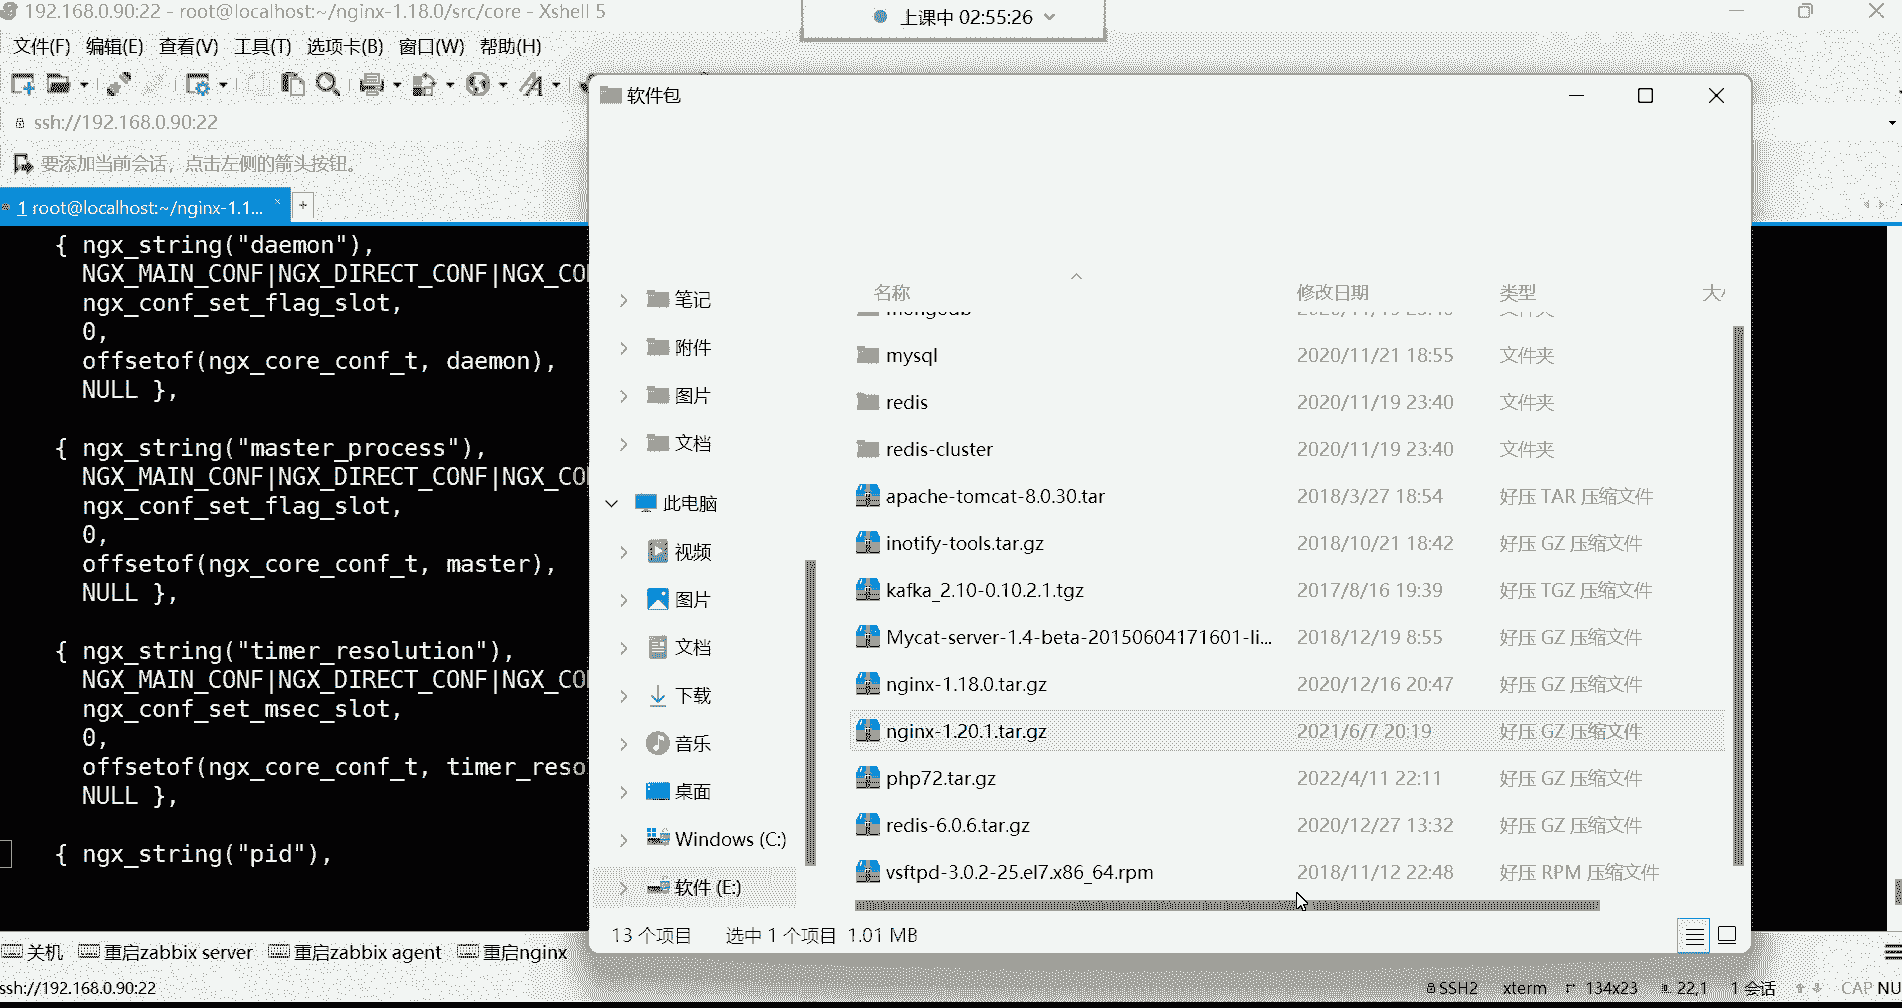 192.168.0.90:22 - root@localhost:~/nginx-1.18.0/src/core - Xshell 5
上课中 02:55:26
文件(F) 编辑(E) 查看(V) 工具(T) 选项卡(B) 窗口(W) 帮助(H)
ssh://192.168.0.90:22
要添加当前会话，点击左侧的箭头按钮。
1 root@localhost:~/nginx-1.1...
{ ngx_string("daemon"),
NGX_MAIN_CONF|NGX_DIRECT_CONF|NGX_CO
ngx_conf_set_flag_slot,
0,
offsetof(ngx_core_conf_t, daemon),
NULL },
{ ngx_string("master_process"),
NGX_MAIN_CONF|NGX_DIRECT_CONF|NGX_CO
ngx_conf_set_flag_slot,
0,
offsetof(ngx_core_conf_t, master),
NULL },
{ ngx_string("timer_resolution"),
NGX_MAIN_CONF|NGX_DIRECT_CONF|NGX_CO
ngx_conf_set_msec_slot,
0,
offsetof(ngx_core_conf_t, timer_reso
NULL },
{ ngx_string("pid"),
软件包
笔记
附件
图片
文档
此电脑
视频
图片
文档
下载
音乐
桌面
Windows (C:)
软件 (E:)
名称 修改日期 类型
mysql 2020/11/21 18:55 文件夹
redis 2020/11/19 23:40 文件夹
redis-cluster 2020/11/19 23:40 文件夹
apache-tomcat-8.0.30.tar 2018/3/27 18:54 好压 TAR 压缩文件
inotify-tools.tar.gz 2018/10/21 18:42 好压 GZ 压缩文件
kafka_2.10-0.10.2.1.tgz 2017/8/16 19:39 好压 TGZ 压缩文件
Mycat-server-1.4-beta-20150604171601-li... 2018/12/19 8:55 好压 GZ 压缩文件
nginx-1.18.0.tar.gz 2020/12/16 20:47 好压 GZ 压缩文件
nginx-1.20.1.tar.gz 2021/6/7 20:19 好压 GZ 压缩文件
php72.tar.gz 2022/4/11 22:11 好压 GZ 压缩文件
redis-6.0.6.tar.gz 2020/12/27 13:32 好压 GZ 压缩文件
vsftpd-3.0.2-25.el7.x86_64.rpm 2018/11/12 22:48 好压 RPM 压缩文件
13 个项目 选中 1 个项目 1.01 MB
关机 重启zabbix server 重启zabbix agent 重启nginx
ssh://192.168.0.90:22 SSH2 xterm 134x23 22,1 1 会话 CAP NU